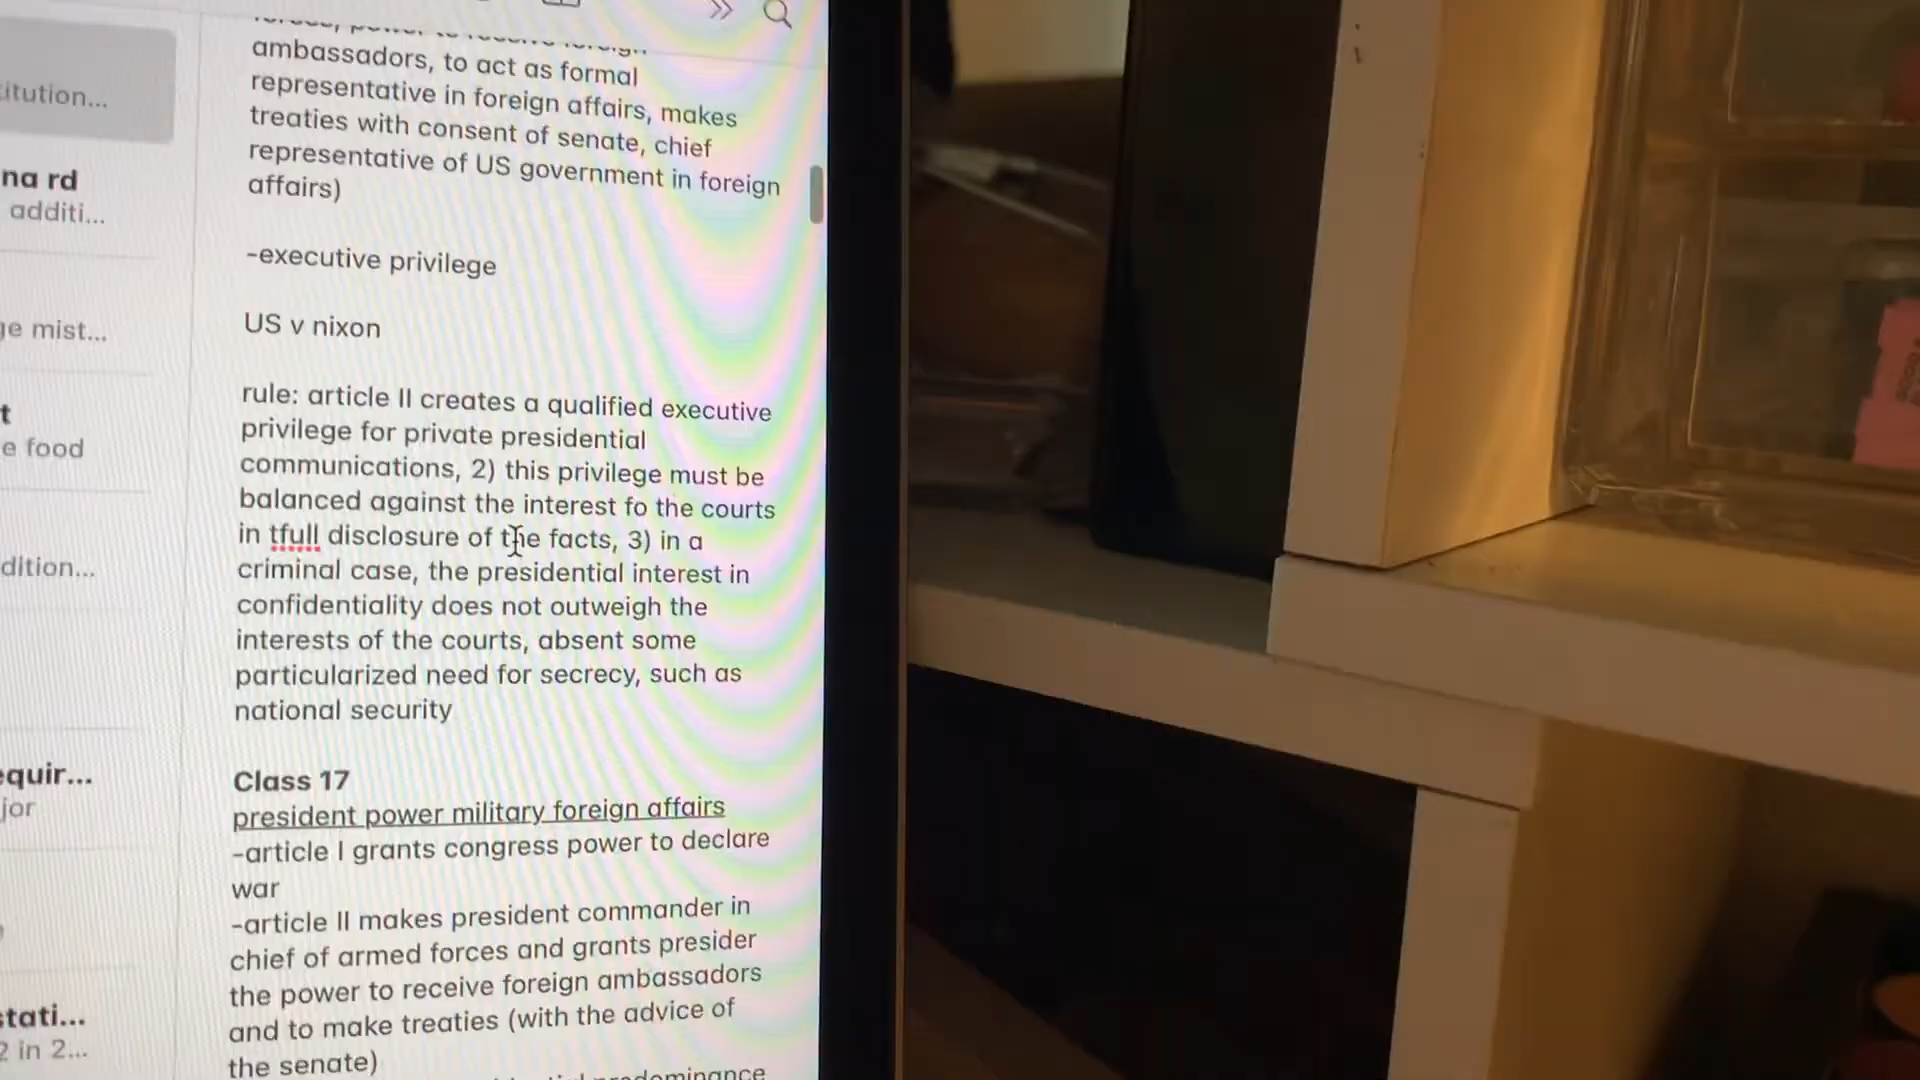 itution...
na rd
additi...
ge mist...
t
e food
dition...
equir...
jor
stati...
2 in 2...
ambassadors, to act as formal
representative in foreign affairs, makes
treaties with consent of senate, chief
representative of US government in foreign
affairs)
-executive privilege
US v nixon
rule: article II creates a qualified executive
privilege for private presidential
communications, 2) this privilege must be
balanced against the interest fo the courts
in tfull disclosure of the facts, 3) in a
criminal case, the presidential interest in
confidentiality does not outweigh the
interests of the courts, absent some
particularized need for secrecy, such as
national security
Class 17
president power military foreign affairs
-article I grants congress power to declare
war
-article II makes president commander in
chief of armed forces and grants presider
the power to receive foreign ambassadors
and to make treaties (with the advice of
the senate)
predominance